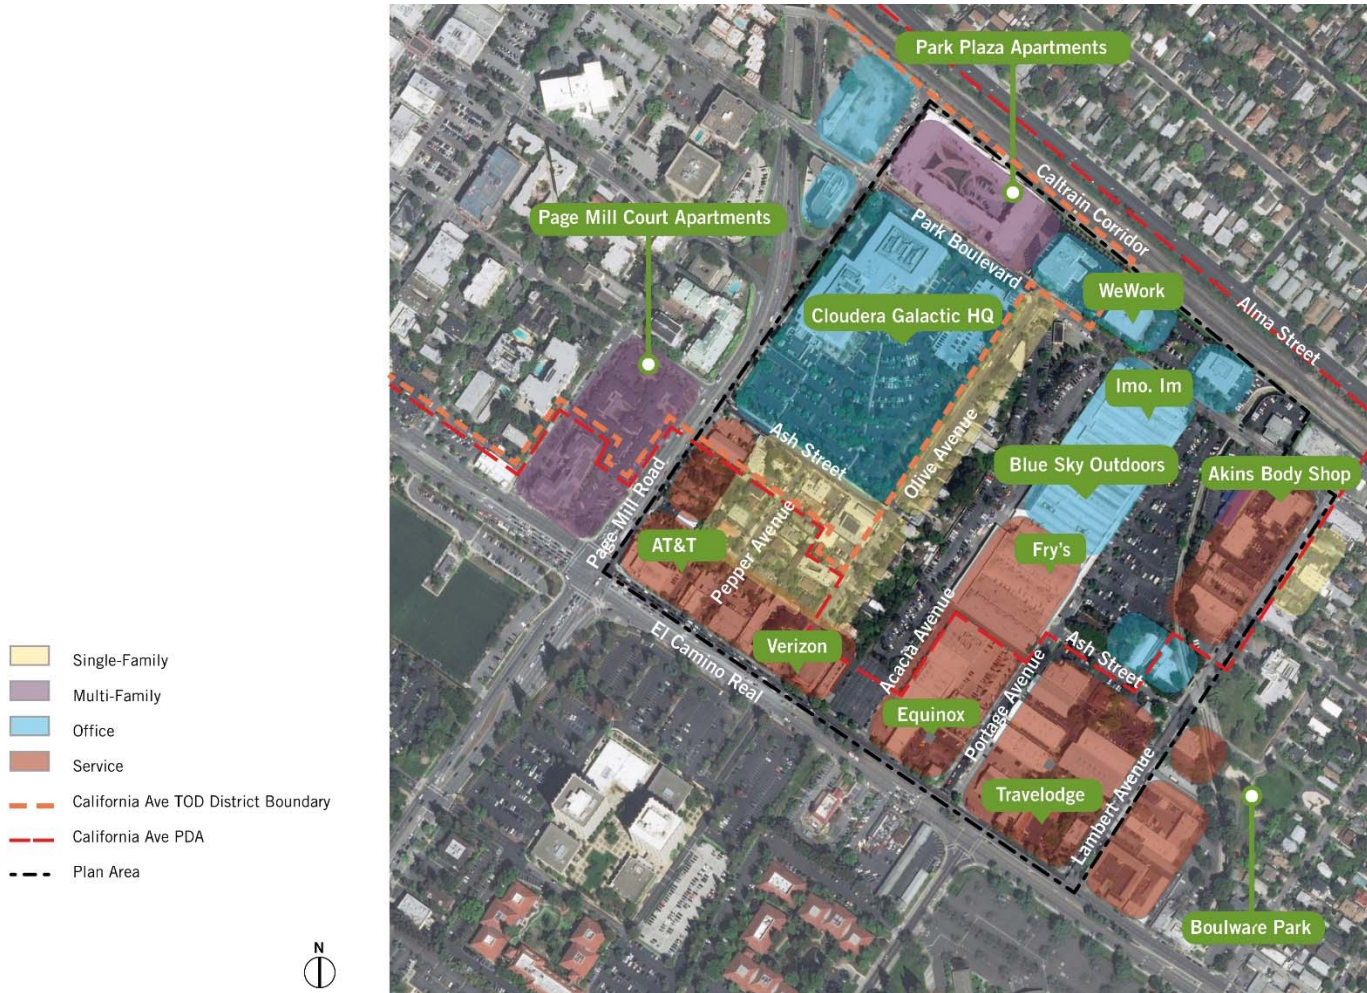 Park Plaza Apartments
Caltrain Corridor
Page Mill Court Apartments
Park Boulevard
WeWork
Alma Street
Cloudera Galactic HQ
Imo. Im
Ash Street
Olive Avenue
Blue Sky Outdoors
Akins Body Shop
Page Mill Road
AT&T
Pepper Avenue
Fry's
Verizon
El Camino Real
Acacia Avenue
Ash Street
Equinox
Portage Avenue
Travelodge
Lambert Avenue
Boulware Park
Single-Family
Multi-Family
Office
Service
California Ave TOD District Boundary
California Ave PDA
Plan Area
N